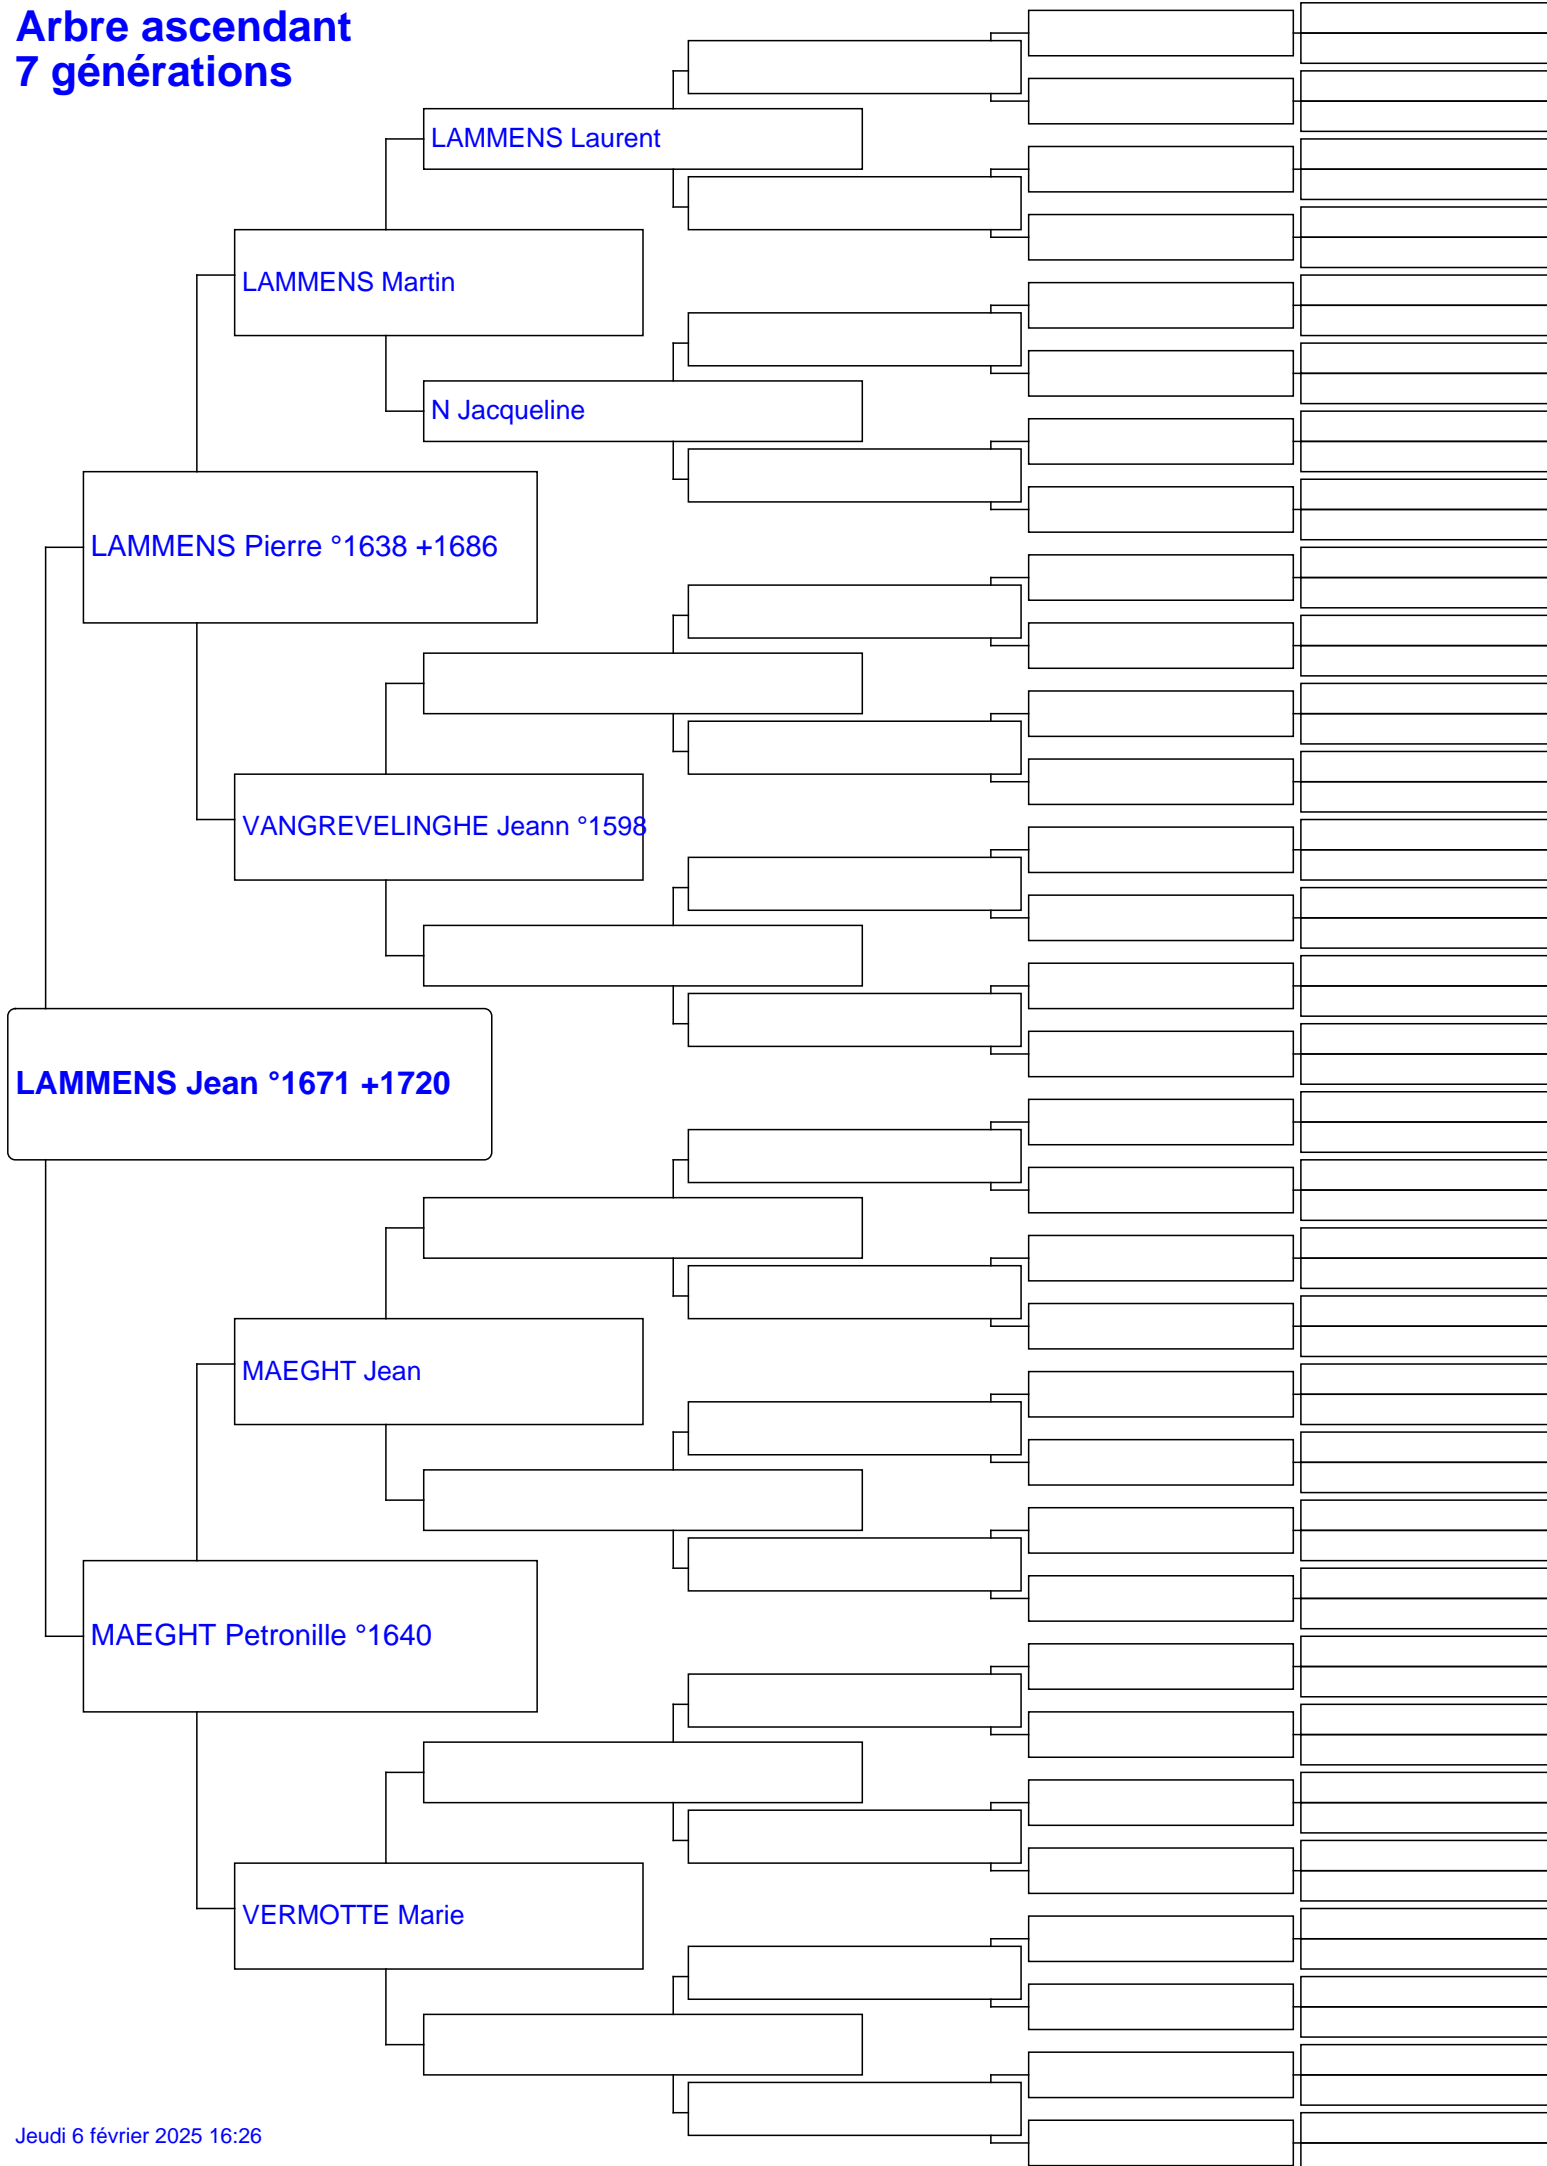 Arbre ascendant
7 générations
LAMMENS Laurent
LAMMENS Martin
N Jacqueline
LAMMENS Pierre °1638 +1686
VANGREVELINGHE Jeann °1598
LAMMENS Jean °1671 +1720
MAEGHT Jean
MAEGHT Petronille °1640
VERMOTTE Marie
Jeudi 6 février 2025 16:26